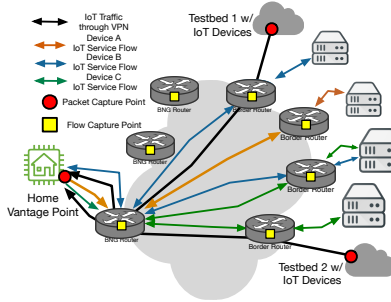 IoT Traffic
through VPN
Device A
IoT Service Flow
Device B
IoT Service Flow
Device C
IoT Service Flow
Packet Capture Point
Flow Capture Point
Testbed 1 w/
IoT Devices
BNG Router
Border Router
Border Router
BNG Router
Border Router
Home
Vantage Point
BNG Router
Border Router
Testbed 2 w/
IoT Devices